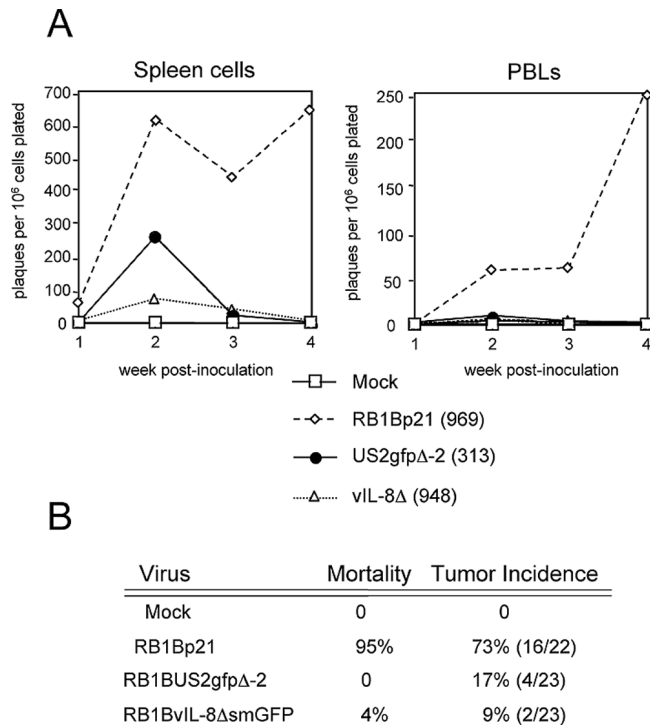 A
Spleen cells
PBLs
plaques per 10⁶ cells plated
700
600
500
400
300
200
100
0
1 2 3 4
week post-inoculation
plaques per 10⁶ cells plated
250
200
150
100
50
0
1 2 3 4
week post-inoculation
Mock
RB1Bp21 (969)
US2gfpΔ-2 (313)
vIL-8Δ (948)
B
Virus Mortality Tumor Incidence
Mock 0 0
RB1Bp21 95% 73% (16/22)
RB1BUS2gfpΔ-2 0 17% (4/23)
RB1BvIL-8ΔsmGFP 4% 9% (2/23)